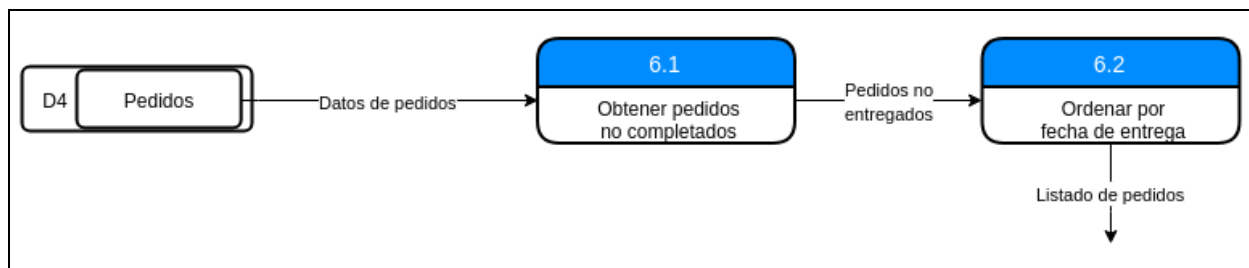 D4
Pedidos
Datos de pedidos
6.1
Obtener pedidos
no completados
Pedidos no
entregados
6.2
Ordenar por
fecha de entrega
Listado de pedidos